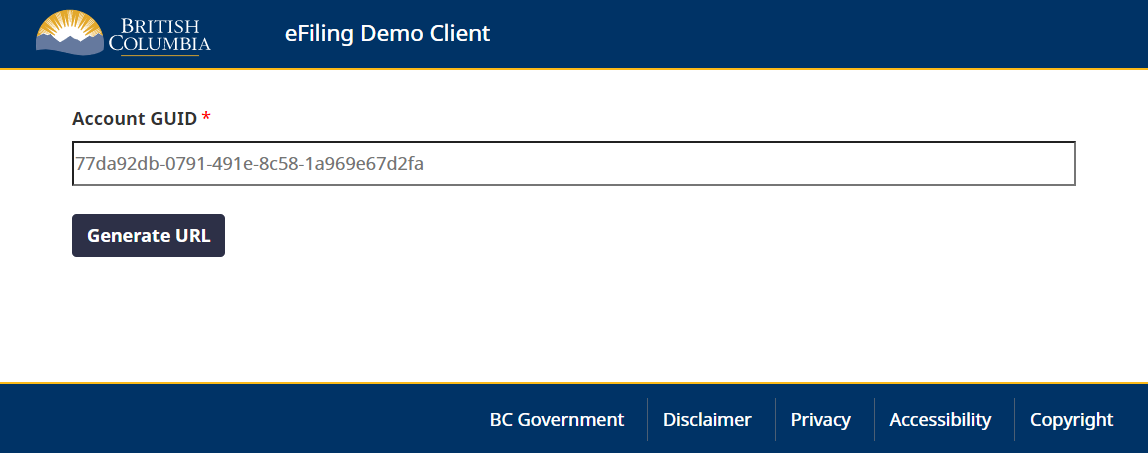 BRITISH
COLUMBIA
eFiling Demo Client
Account GUID *
77da92db-0791-491e-8c58-1a969e67d2fa
Generate URL
BC Government
Disclaimer
Privacy
Accessibility
Copyright